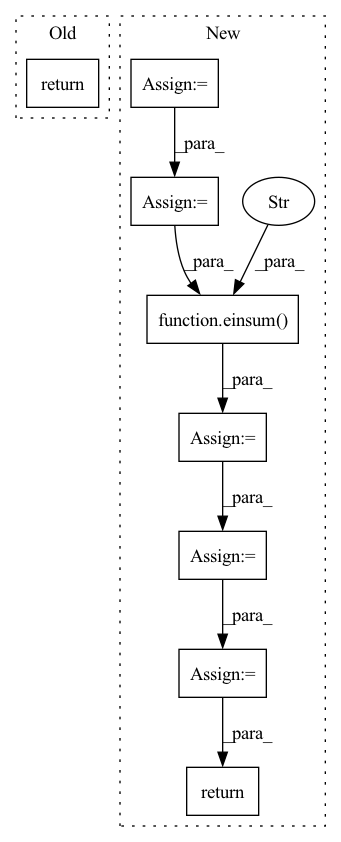 Old
New
return
Assign:=
_para_
Assign:=
Str
_para_
_para_
function.einsum()
_para_
Assign:=
_para_
Assign:=
_para_
Assign:=
_para_
return